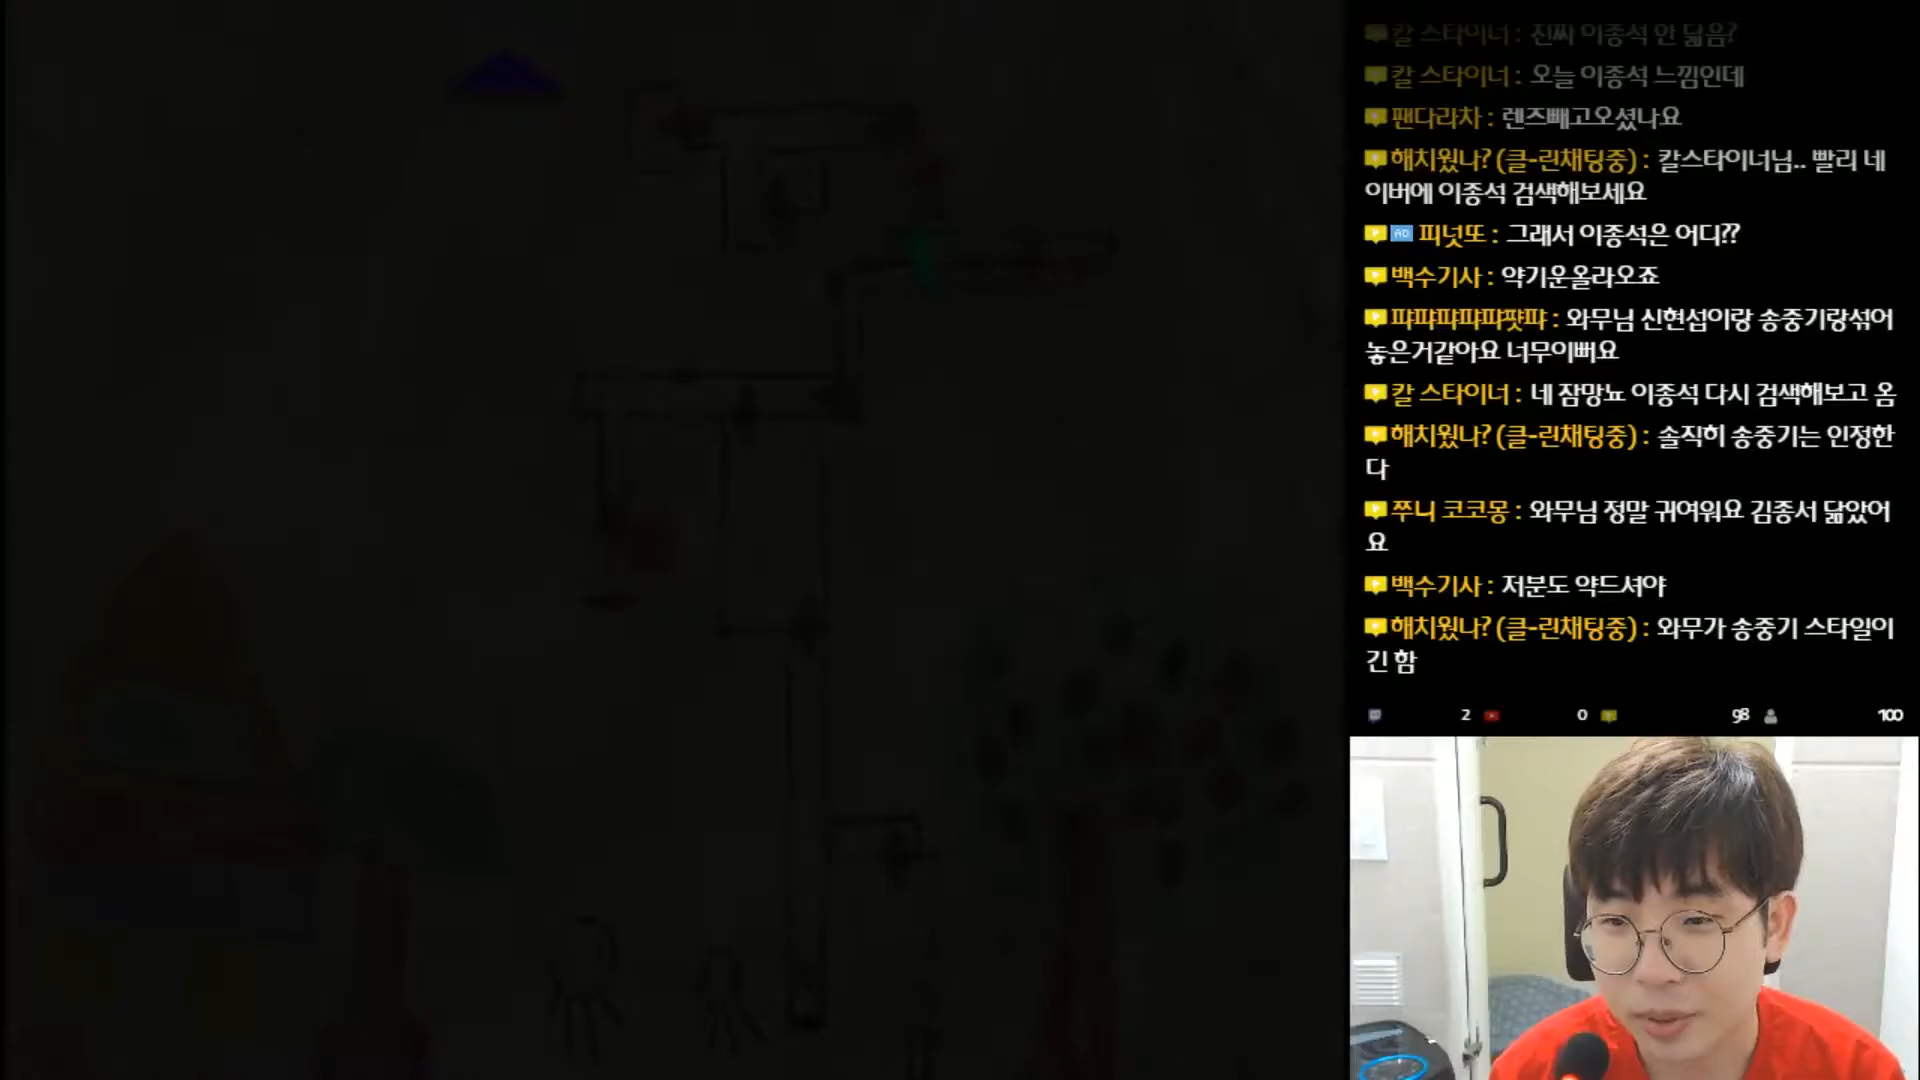 칼 스타이너 : 진짜 이종석 안 닮음?
칼 스타이너 : 오늘 이종석 느낌인데
팬다라차 : 렌즈빼고오셨나요
해치웠나? (클-린채팅중) : 칼스타이너님.. 빨리 네
이버에 이종석 검색해보세요
AD 피넛또 : 그래서 이종석은 어디??
백수기사 : 약기운올라오죠
퍄퍄퍄퍄퍄퍗퍄 : 와무님 신현섭이랑 송중기랑섞어
놓은거같아요 너무이뻐요
칼 스타이너 : 네 잠망뇨 이종석 다시 검색해보고 옴
해치웠나? (클-린채팅중) : 솔직히 송중기는 인정한
다
쭈니 코코몽 : 와무님 정말 귀여워요 김종서 닮았어
요
백수기사 : 저분도 약드셔야
해치웠나? (클-린채팅중) : 와무가 송중기 스타일이
긴 함
2 0 98 100